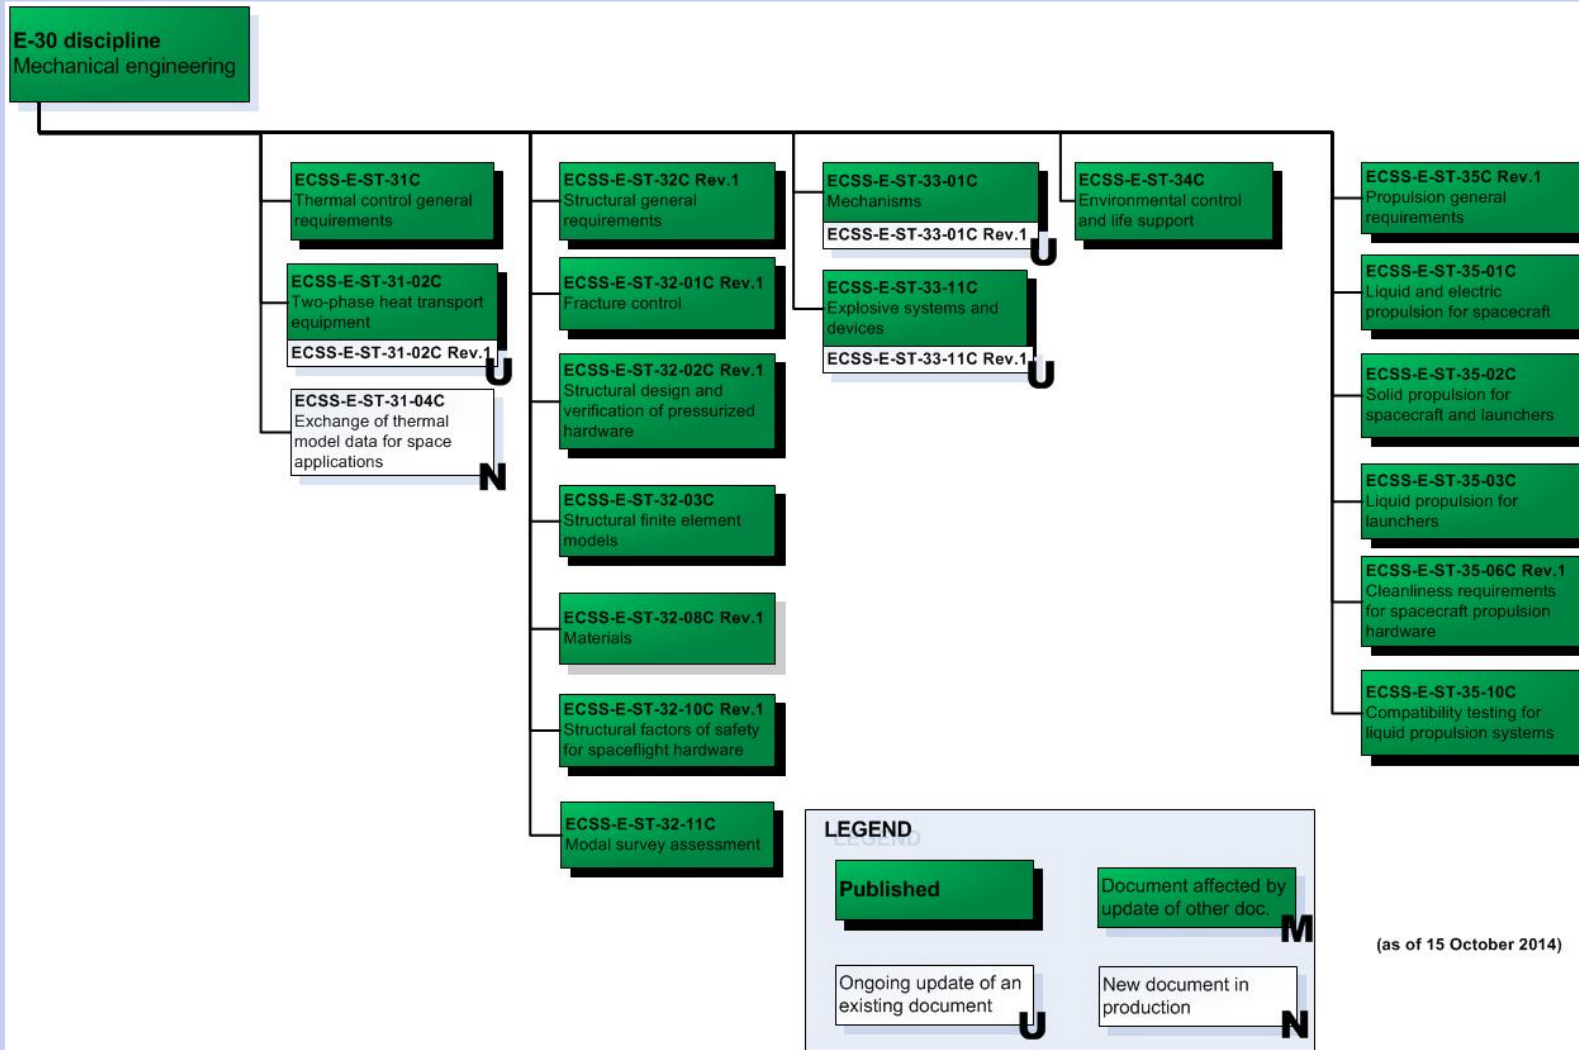 E-30 discipline
Mechanical engineering
ECSS-E-ST-31C
Thermal control general
requirements
ECSS-E-ST-31-02C
Two-phase heat transport
equipment
ECSS-E-ST-31-02C Rev.1
U
ECSS-E-ST-31-04C
Exchange of thermal
model data for space
applications
N
ECSS-E-ST-32C Rev.1
Structural general
requirements
ECSS-E-ST-32-01C Rev.1
Fracture control
ECSS-E-ST-32-02C Rev.1
Structural design and
verification of pressurized
hardware
ECSS-E-ST-32-03C
Structural finite element
models
ECSS-E-ST-32-08C Rev.1
Materials
ECSS-E-ST-32-10C Rev.1
Structural factors of safety
for spaceflight hardware
ECSS-E-ST-32-11C
Modal survey assessment
ECSS-E-ST-33-01C
Mechanisms
ECSS-E-ST-33-01C Rev.1
U
ECSS-E-ST-33-11C
Explosive systems and
devices
ECSS-E-ST-33-11C Rev.1
U
ECSS-E-ST-34C
Environmental control
and life support
ECSS-E-ST-35C Rev.1
Propulsion general
requirements
ECSS-E-ST-35-01C
Liquid and electric
propulsion for spacecraft
ECSS-E-ST-35-02C
Solid propulsion for
spacecraft and launchers
ECSS-E-ST-35-03C
Liquid propulsion for
launchers
ECSS-E-ST-35-06C Rev.1
Cleanliness requirements
for spacecraft propulsion
hardware
ECSS-E-ST-35-10C
Compatibility testing for
liquid propulsion systems
LEGEND
Published
Document affected by
update of other doc.
M
Ongoing update of an
existing document
U
New document in
production
N
(as of 15 October 2014)